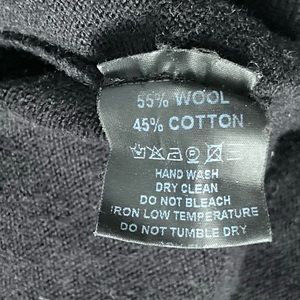 55% WOOL
45% COTTON
HAND WASH
DRY CLEAN
DO NOT BLEACH
IRON LOW TEMPERATURE
DO NOT TUMBLE DRY